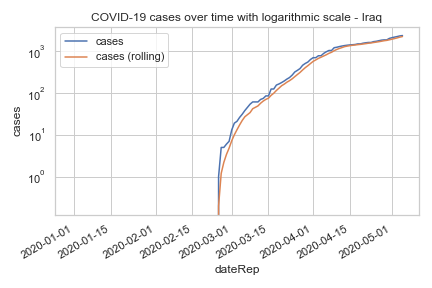 COVID-19 cases over time with logarithmic scale - Iraq
cases
cases (rolling)
10³
10²
10¹
10⁰
cases
2020-01-01
2020-01-15
2020-02-01
2020-02-15
2020-03-01
2020-03-15
2020-04-01
2020-04-15
2020-05-01
dateRep